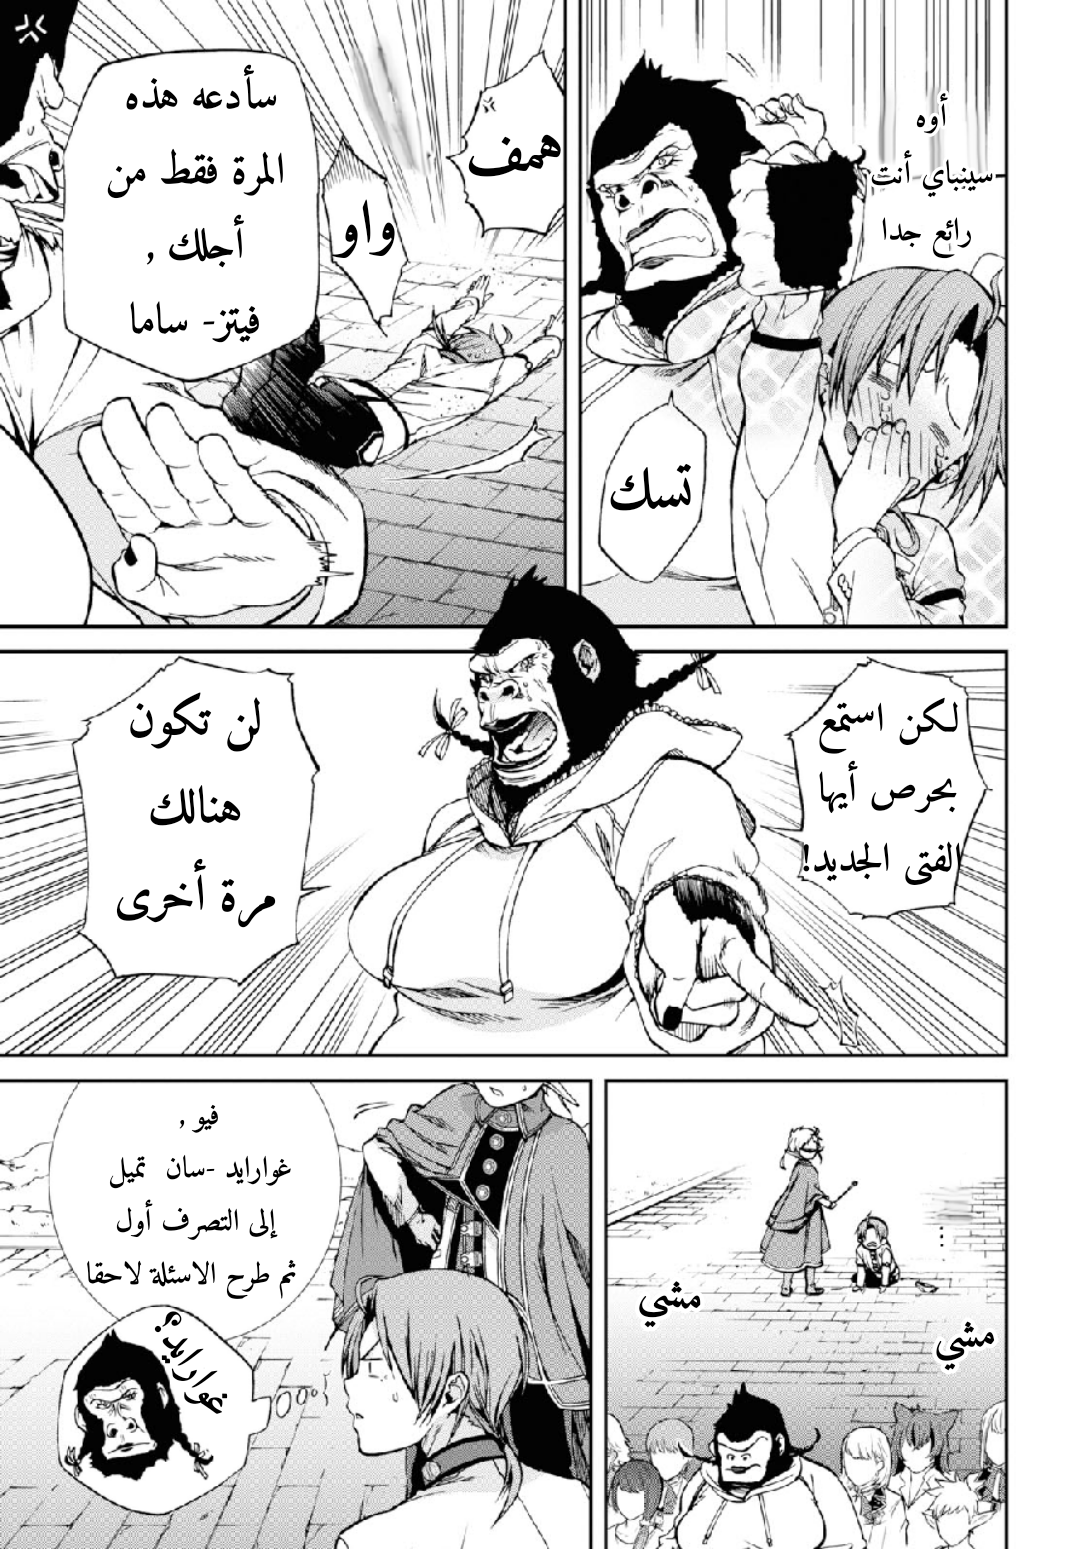 أوه
سينباي أنت-
رائع جدا
تسك
همف
واو
سأدعه هذه
المرة فقط من
أجلك ,
فيتز- ساما
لكن استمع
بحرص أيها
الفتى الجديد!
لن تكون
هنالك
مرة أخرى
...
مشي
مشي
فيو ,
غوارايد -سان تميل
إلى التصرف أول
ثم طرح الاسئلة لاحقا
غوارايد؟